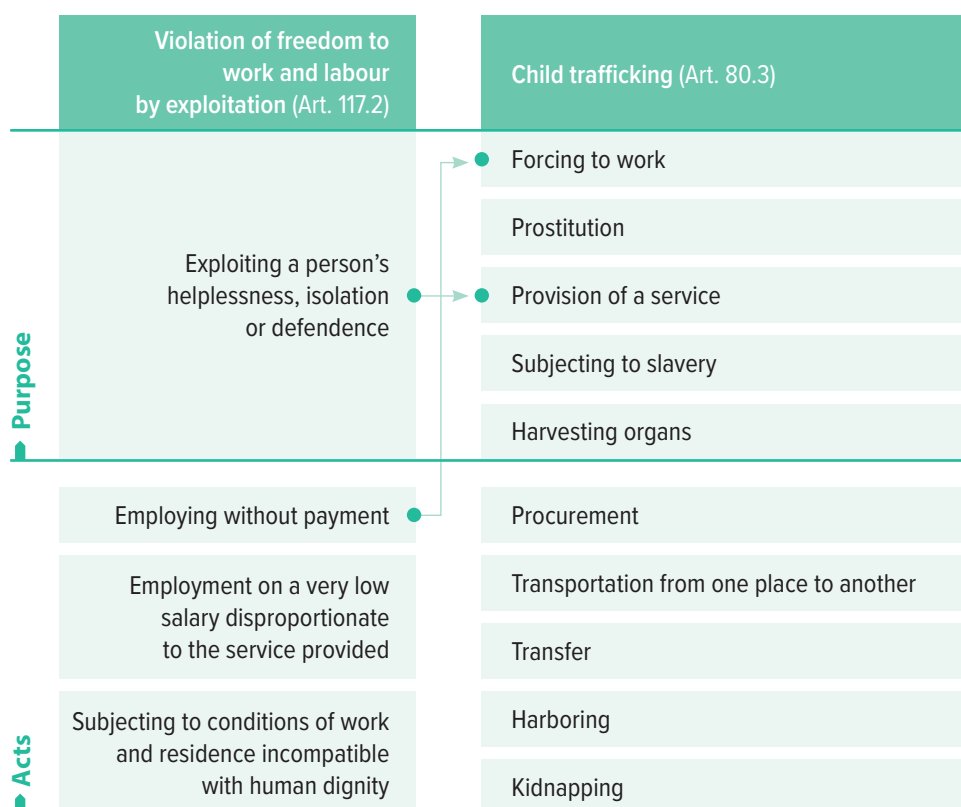 Violation of freedom to
work and labour
by exploitation (Art. 117.2)
Child trafficking (Art. 80.3)
Purpose
Exploiting a person's
helplessness, isolation
or defendence
Forcing to work
Prostitution
Provision of a service
Subjecting to slavery
Harvesting organs
Acts
Employing without payment
Employment on a very low
salary disproportionate
to the service provided
Subjecting to conditions of work
and residence incompatible
with human dignity
Procurement
Transportation from one place to another
Transfer
Harboring
Kidnapping